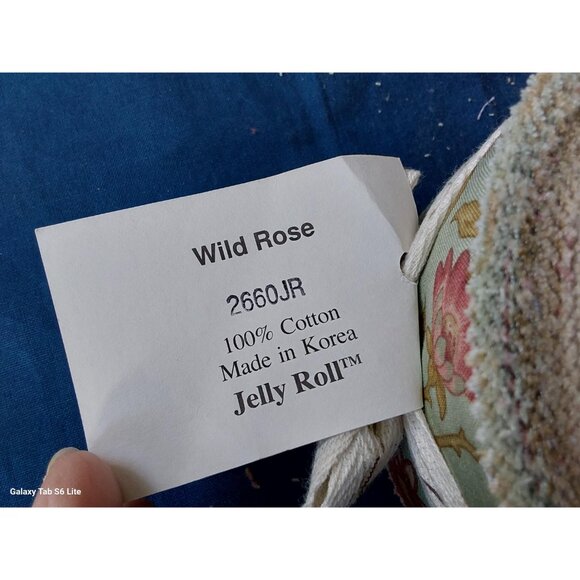 Wild Rose
2660JR
100% Cotton
Made in Korea
Jelly Roll™
Galaxy Tab S6 Lite